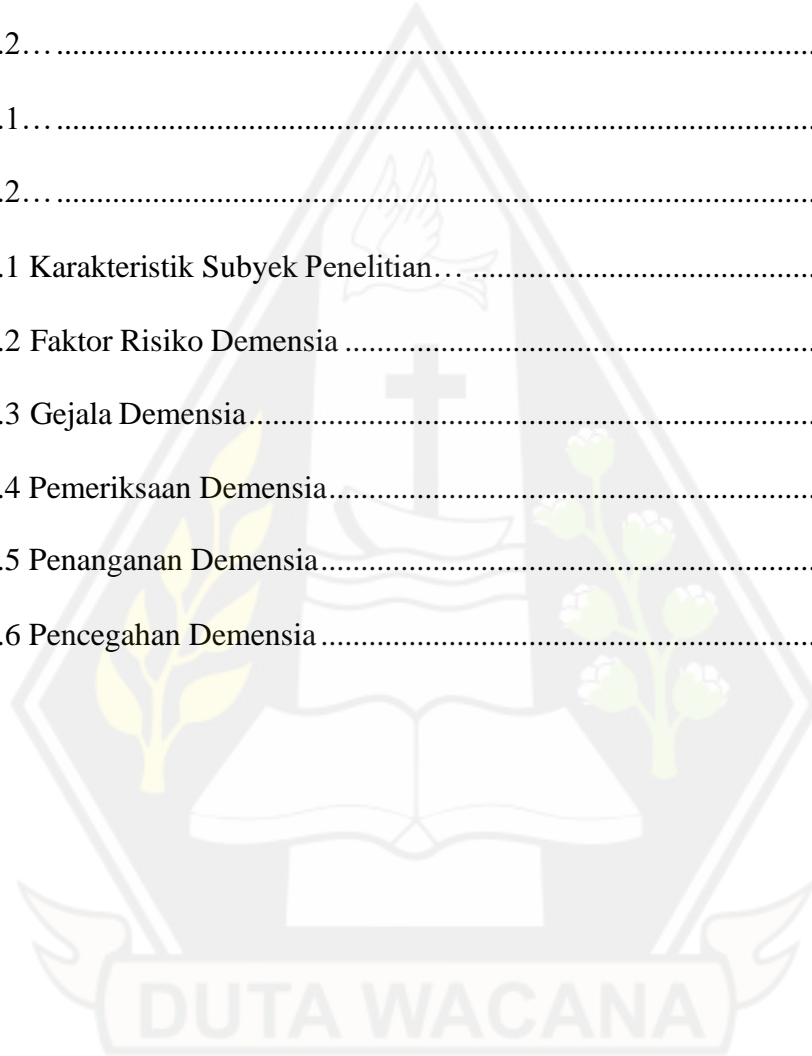 .2… ........................................................................................................
.1… ........................................................................................................
.2… ........................................................................................................
.1 Karakteristik Subyek Penelitian… ............................................
.2 Faktor Risiko Demensia ............................................................
.3 Gejala Demensia.........................................................................
.4 Pemeriksaan Demensia..............................................................
.5 Penanganan Demensia...............................................................
.6 Pencegahan Demensia ...............................................................
DUTA WACANA